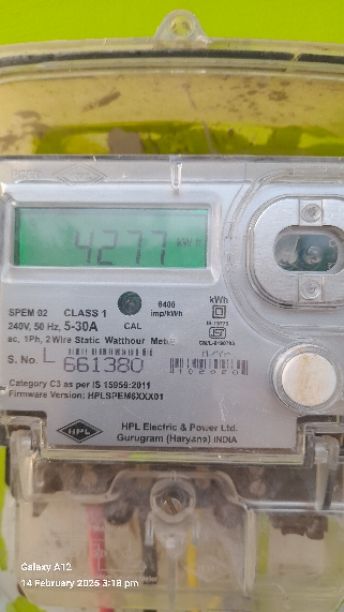 4277 kWh
SPEM 02 CLASS 1
240V, 50 Hz, 5-30A
CAL
6400
imp/kWh
kWh
ac, 1Ph, 2 Wire Static Watthour Meter
S. No. L 661380
Category C3 as per IS 15959:2011
Firmware Version: HPLSPEM6XXX01
HPL
HPL Electric & Power Ltd.
Gurugram (Haryana) INDIA
Galaxy A12
14 February 2025 3:18 pm